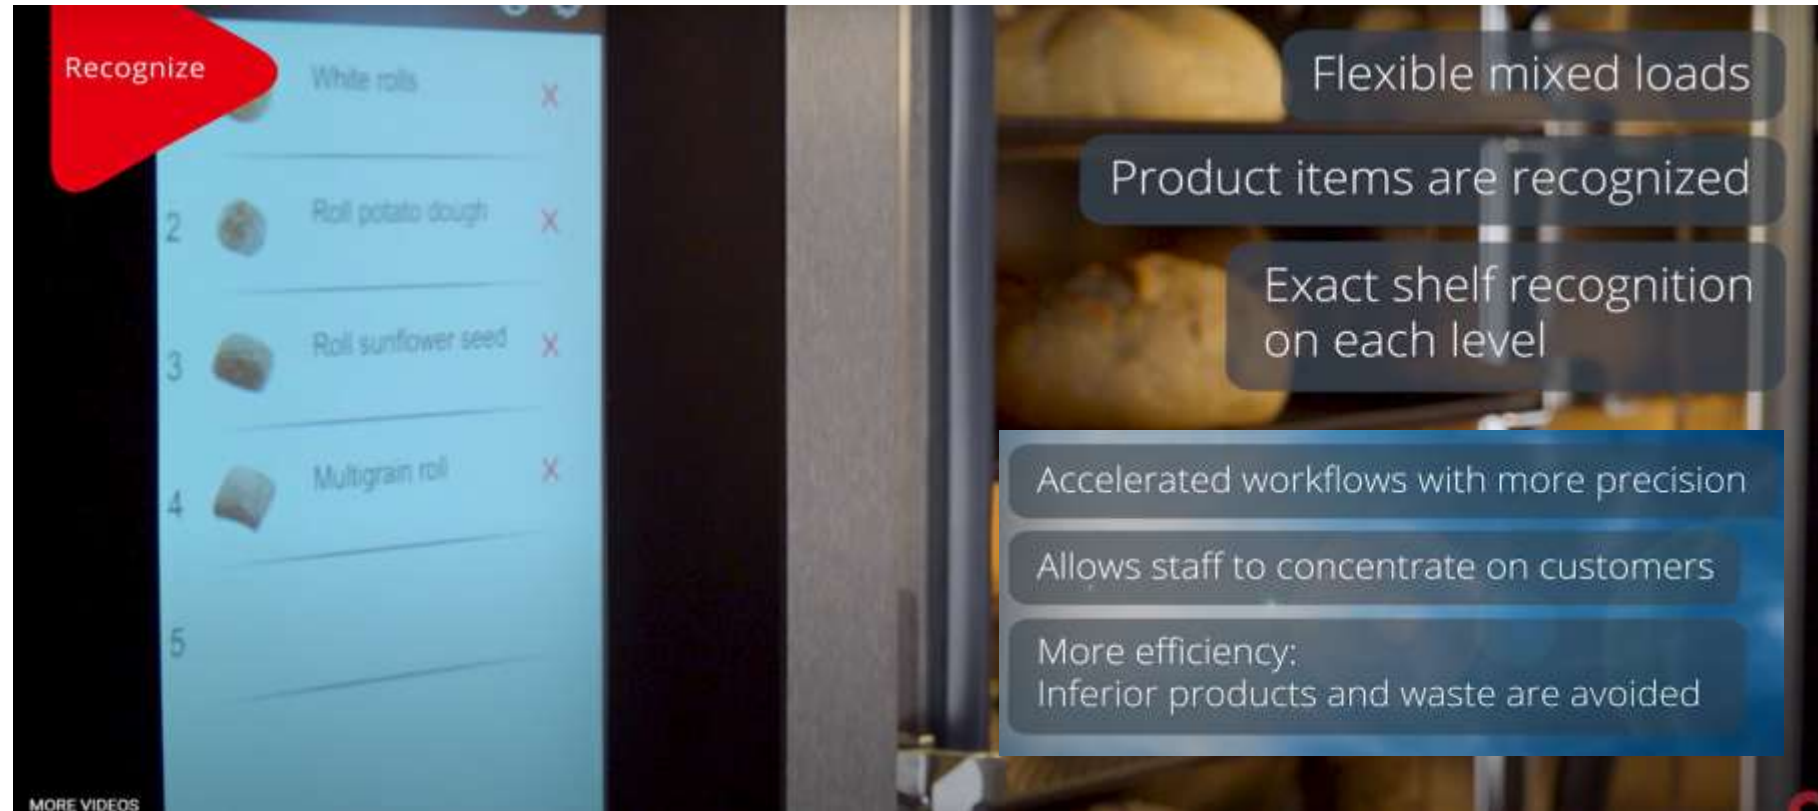 Recognize
White rolls
X
2
Roll potato dough
X
3
Roll sunflower seed
X
4
Multigrain roll
X
5
MORE VIDEOS
Flexible mixed loads
Product items are recognized
Exact shelf recognition
on each level
Accelerated workflows with more precision
Allows staff to concentrate on customers
More efficiency:
Inferior products and waste are avoided